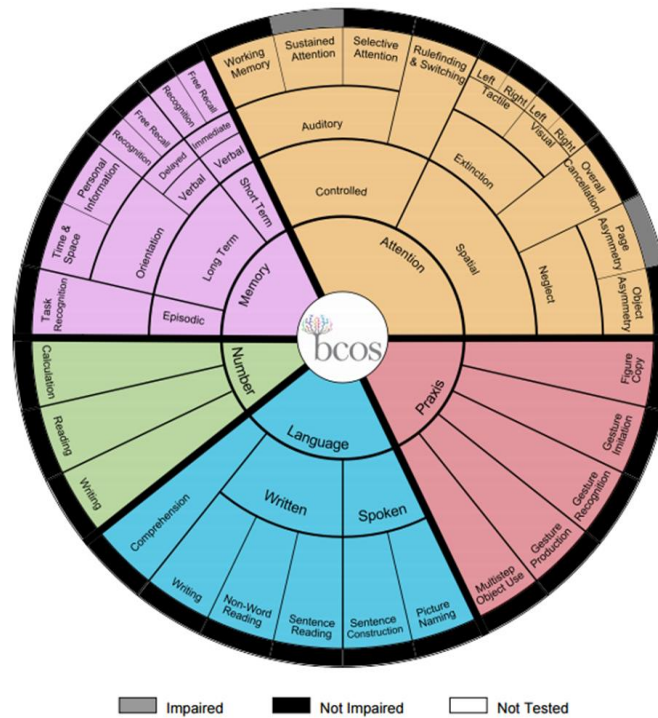 Working
Memory
Sustained
Attention
Selective
Attention
Rulefinding
& Switching
Left
Right
Tactile
Left
Right
Visual
Extinction
Overall
Cancellation
Page
Asymmetry
Object
Asymmetry
Neglect
Spatial
Auditory
Controlled
Attention
Free Recall
Recognition
Immediate
Verbal
Short Term
Free Recall
Recognition
Delayed
Verbal
Long Term
Personal
Information
Time &
Space
Orientation
Task
Recognition
Episodic
Memory
bcos
Number
Calculation
Reading
Writing
Language
Comprehension
Written
Writing
Non-Word
Reading
Sentence
Reading
Spoken
Sentence
Construction
Picture
Naming
Praxis
Figure
Copy
Gesture
Imitation
Gesture
Recognition
Gesture
Production
Multistep
Object Use
Impaired
Not Impaired
Not Tested